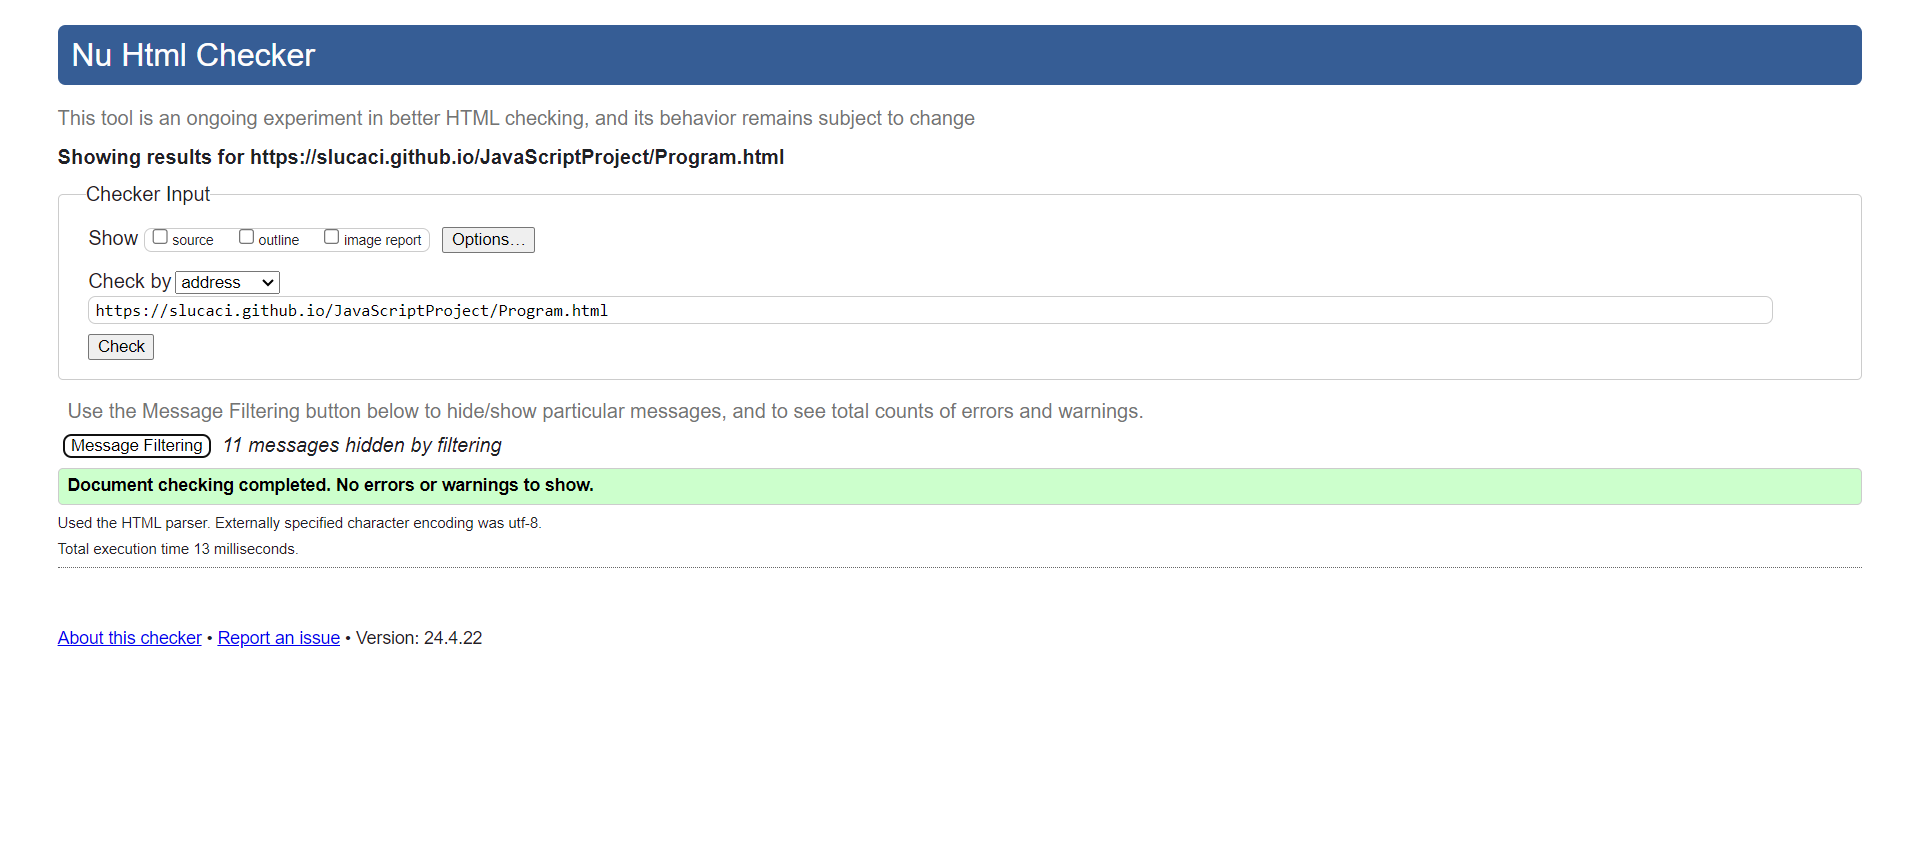 Nu Html Checker
This tool is an ongoing experiment in better HTML checking, and its behavior remains subject to change
Showing results for https://slucaci.github.io/JavaScriptProject/Program.html
Checker Input
Show source outline image report Options...
Check by address
https://slucaci.github.io/JavaScriptProject/Program.html
Check
Use the Message Filtering button below to hide/show particular messages, and to see total counts of errors and warnings.
Message Filtering 11 messages hidden by filtering
Document checking completed. No errors or warnings to show.
Used the HTML parser. Externally specified character encoding was utf-8.
Total execution time 13 milliseconds.
About this checker • Report an issue • Version: 24.4.22